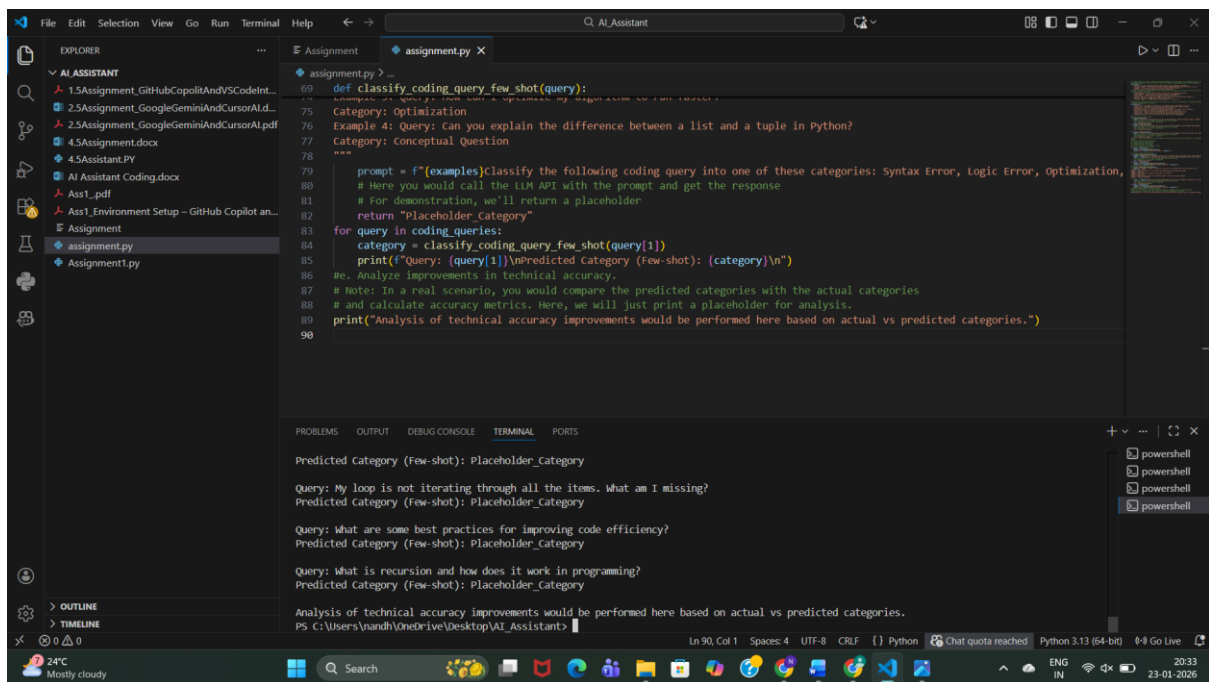 File Edit Selection View Go Run Terminal Help
AI_Assistant
EXPLORER
AI_ASSISTANT
1.5Assignment_GitHubCopolitAndVSCodeInt...
2.5Assignment_GoogleGeminiAndCursorAI.d...
2.5Assignment_GoogleGeminiAndCursorAI.pdf
4.5Assignment.docx
4.5Assistant.PY
AI Assistant Coding.docx
Ass1_.pdf
Ass1_Environment Setup – GitHub Copilot an...
Assignment
assignment.py
Assignment1.py
OUTLINE
TIMELINE
Assignment
assignment.py
assignment.py > ...
69 def classify_coding_query_few_shot(query):
74 Example 3: Query: How can I optimize my algorithm to run faster?
75 Category: Optimization
76 Example 4: Query: Can you explain the difference between a list and a tuple in Python?
77 Category: Conceptual Question
78 """
79 prompt = f"{examples}Classify the following coding query into one of these categories: Syntax Error, Logic Error, Optimization,
80 # Here you would call the LLM API with the prompt and get the response
81 # For demonstration, we'll return a placeholder
82 return "Placeholder_Category"
83 for query in coding_queries:
84 category = classify_coding_query_few_shot(query[1])
85 print(f"Query: {query[1]}\nPredicted Category (Few-shot): {category}\n")
86 #e. Analyze improvements in technical accuracy.
87 # Note: In a real scenario, you would compare the predicted categories with the actual categories
88 # and calculate accuracy metrics. Here, we will just print a placeholder for analysis.
89 print("Analysis of technical accuracy improvements would be performed here based on actual vs predicted categories.")
90
PROBLEMS OUTPUT DEBUG CONSOLE TERMINAL PORTS
Predicted Category (Few-shot): Placeholder_Category
Query: My loop is not iterating through all the items. What am I missing?
Predicted Category (Few-shot): Placeholder_Category
Query: What are some best practices for improving code efficiency?
Predicted Category (Few-shot): Placeholder_Category
Query: What is recursion and how does it work in programming?
Predicted Category (Few-shot): Placeholder_Category
Analysis of technical accuracy improvements would be performed here based on actual vs predicted categories.
PS C:\Users\nandh\OneDrive\Desktop\AI_Assistant>
powershell
powershell
powershell
powershell
0 0 Ln 90, Col 1 Spaces: 4 UTF-8 CRLF {} Python Chat quota reached Python 3.13 (64-bit) Go Live
7
24°C
Mostly cloudy
Search
ENG
IN
20:33
23-01-2026